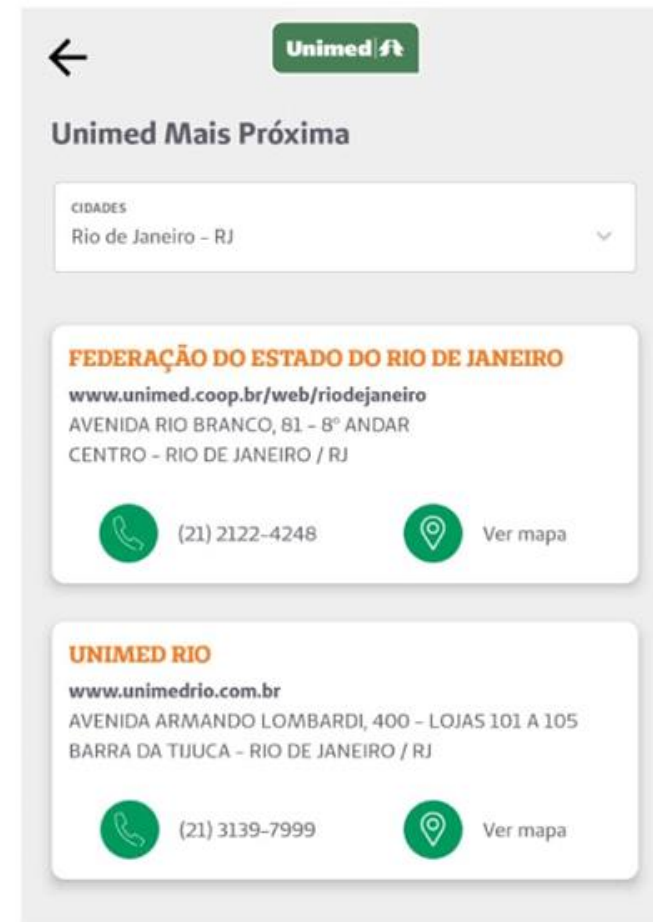 Unimed
Unimed Mais Próxima
CIDADES
Rio de Janeiro - RJ
FEDERAÇÃO DO ESTADO DO RIO DE JANEIRO
www.unimed.coop.br/web/riodejaneiro
AVENIDA RIO BRANCO, 81 - 8º ANDAR
CENTRO - RIO DE JANEIRO / RJ
(21) 2122-4248 Ver mapa
UNIMED RIO
www.unimedrio.com.br
AVENIDA ARMANDO LOMBARDI, 400 - LOJAS 101 A 105
BARRA DA TIJUCA - RIO DE JANEIRO / RJ
(21) 3139-7999 Ver mapa